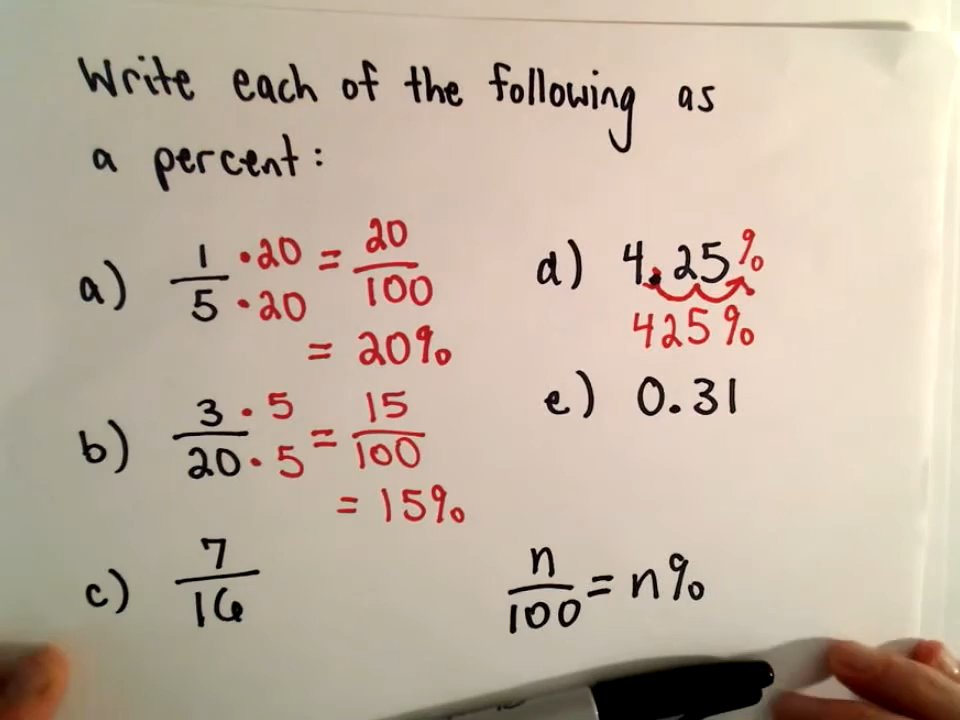 Write each of the following as
a percent:
a) 1/5 · 20/· 20 = 20/100
= 20%
b) 3/20 · 5/· 5 = 15/100
= 15%
c) 7/16
d) 4.25%
425%
e) 0.31
n/100 = n%